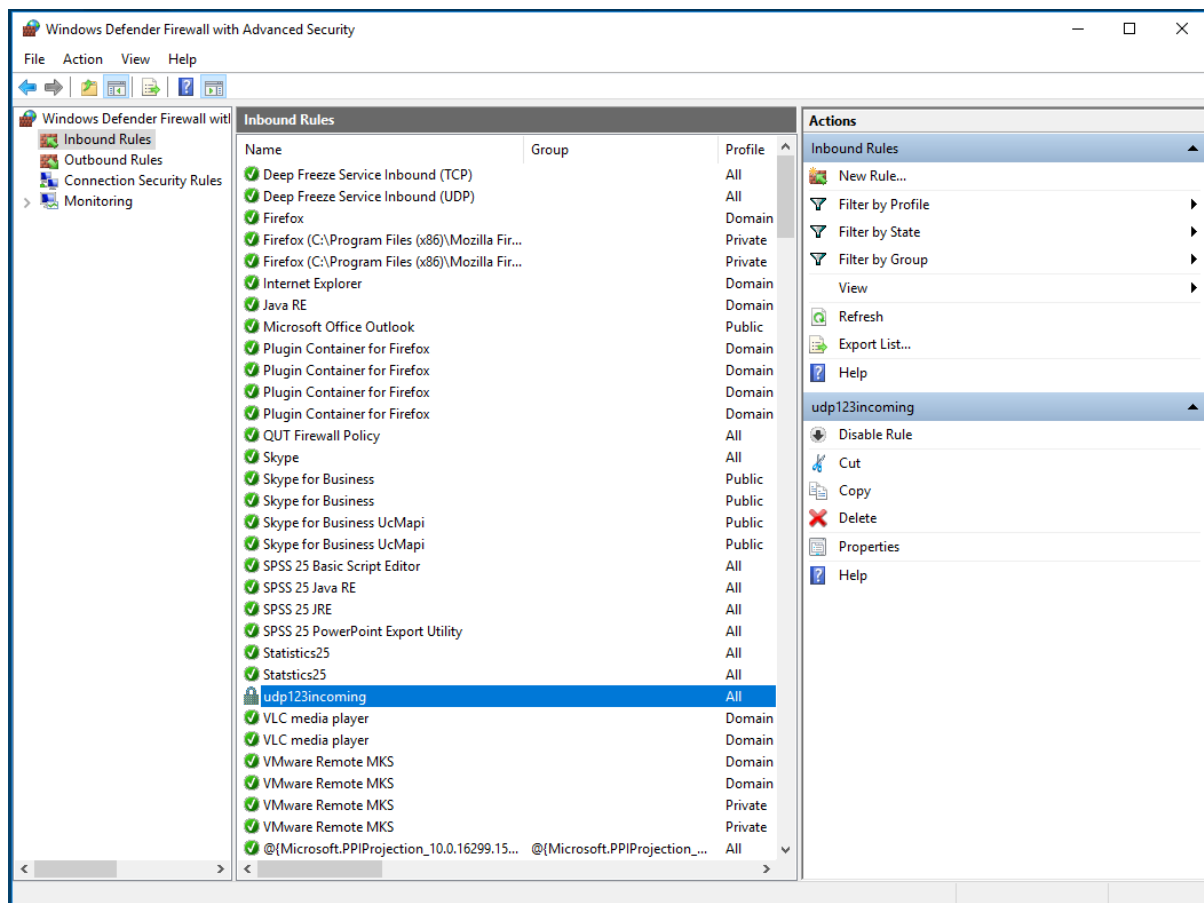 Windows Defender Firewall with Advanced Security
File Action View Help
Windows Defender Firewall witl
Inbound Rules
Outbound Rules
Connection Security Rules
Monitoring
Inbound Rules
Name Group Profile
Deep Freeze Service Inbound (TCP) All
Deep Freeze Service Inbound (UDP) All
Firefox Domain
Firefox (C:\Program Files (x86)\Mozilla Fir... Private
Firefox (C:\Program Files (x86)\Mozilla Fir... Private
Internet Explorer Domain
Java RE Domain
Microsoft Office Outlook Public
Plugin Container for Firefox Domain
Plugin Container for Firefox Domain
Plugin Container for Firefox Domain
Plugin Container for Firefox Domain
QUT Firewall Policy All
Skype All
Skype for Business Public
Skype for Business Public
Skype for Business UcMapi Public
Skype for Business UcMapi Public
SPSS 25 Basic Script Editor All
SPSS 25 Java RE All
SPSS 25 JRE All
SPSS 25 PowerPoint Export Utility All
Statistics25 All
Statstics25 All
udp123incoming All
VLC media player Domain
VLC media player Domain
VMware Remote MKS Domain
VMware Remote MKS Domain
VMware Remote MKS Private
VMware Remote MKS Private
@{Microsoft.PPIProjection_10.0.16299.15... @{Microsoft.PPIProjection_... All
Actions
Inbound Rules
New Rule...
Filter by Profile
Filter by State
Filter by Group
View
Refresh
Export List...
Help
udp123incoming
Disable Rule
Cut
Copy
Delete
Properties
Help